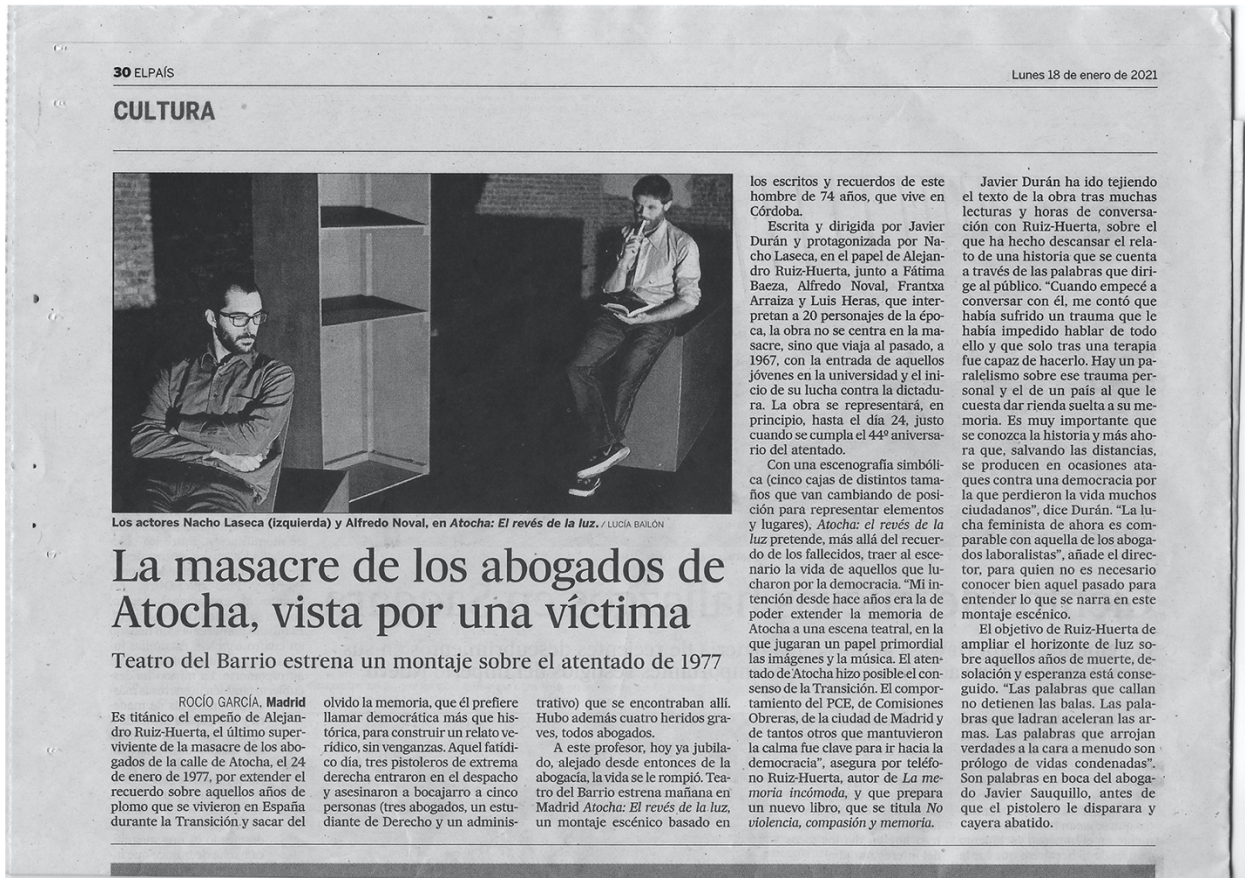 30 ELPAÍS
Lunes 18 de enero de 2021
CULTURA
Los actores Nacho Laseca (izquierda) y Alfredo Noval, en Atocha: El revés de la luz. / LUCÍA BAILÓN
La masacre de los abogados de
Atocha, vista por una víctima
Teatro del Barrio estrena un montaje sobre el atentado de 1977
ROCÍO GARCÍA, Madrid
Es titánico el empeño de Alejan-
dro Ruiz-Huerta, el último super-
viviente de la masacre de los abo-
gados de la calle de Atocha, el 24
de enero de 1977, por extender el
recuerdo sobre aquellos años de
plomo que se vivieron en España
durante la Transición y sacar del
olvido la memoria, que él prefiere
llamar democrática más que his-
tórica, para construir un relato ve-
rídico, sin venganzas. Aquel fatídi-
co día, tres pistoleros de extrema
derecha entraron en el despacho
y asesinaron a bocajarro a cinco
personas (tres abogados, un estu-
diante de Derecho y un adminis-
trativo) que se encontraban allí.
Hubo además cuatro heridos gra-
ves, todos abogados.
A este profesor, hoy ya jubila-
do, alejado desde entonces de la
abogacía, la vida se le rompió. Tea-
tro del Barrio estrena mañana en
Madrid Atocha: El revés de la luz,
un montaje escénico basado en
los escritos y recuerdos de este
hombre de 74 años, que vive en
Córdoba.
Escrita y dirigida por Javier
Durán y protagonizada por Na-
cho Laseca, en el papel de Alejan-
dro Ruiz-Huerta, junto a Fátima
Baeza, Alfredo Noval, Frantxa
Arraiza y Luis Heras, que inter-
pretan a 20 personajes de la épo-
ca, la obra no se centra en la ma-
sacre, sino que viaja al pasado, a
1967, con la entrada de aquellos
jóvenes en la universidad y el ini-
cio de su lucha contra la dictadu-
ra. La obra se representará, en
principio, hasta el día 24, justo
cuando se cumpla el 44º aniversa-
rio del atentado.
Con una escenografía simbóli-
ca (cinco cajas de distintos tama-
ños que van cambiando de posi-
ción para representar elementos
y lugares), Atocha: el revés de la
luz pretende, más allá del recuer-
do de los fallecidos, traer al esce-
nario la vida de aquellos que lu-
charon por la democracia. “Mi in-
tención desde hace años era la de
poder extender la memoria de
Atocha a una escena teatral, en la
que jugaran un papel primordial
las imágenes y la música. El aten-
tado de Atocha hizo posible el con-
senso de la Transición. El compor-
tamiento del PCE, de Comisiones
Obreras, de la ciudad de Madrid y
de tantos otros que mantuvieron
la calma fue clave para ir hacia la
democracia”, asegura por teléfo-
no Ruiz-Huerta, autor de La me-
moria incómoda, y que prepara
un nuevo libro, que se titula No
violencia, compasión y memoria.
Javier Durán ha ido tejiendo
el texto de la obra tras muchas
lecturas y horas de conversa-
ción con Ruiz-Huerta, sobre el
que ha hecho descansar el rela-
to de una historia que se cuenta
a través de las palabras que diri-
ge al público. “Cuando empecé a
conversar con él, me contó que
había sufrido un trauma que le
había impedido hablar de todo
ello y que solo tras una terapia
fue capaz de hacerlo. Hay un pa-
ralelismo sobre ese trauma per-
sonal y el de un país al que le
cuesta dar rienda suelta a su me-
moria. Es muy importante que
se conozca la historia y más aho-
ra que, salvando las distancias,
se producen en ocasiones ata-
ques contra una democracia por
la que perdieron la vida muchos
ciudadanos”, dice Durán. “La lu-
cha feminista de ahora es com-
parable con aquella de los aboga-
dos laboralistas”, añade el direc-
tor, para quien no es necesario
conocer bien aquel pasado para
entender lo que se narra en este
montaje escénico.
El objetivo de Ruiz-Huerta de
ampliar el horizonte de luz so-
bre aquellos años de muerte, de-
solación y esperanza está conse-
guido. “Las palabras que callan
no detienen las balas. Las pala-
bras que ladran aceleran las ar-
mas. Las palabras que arrojan
verdades a la cara a menudo son
prólogo de vidas condenadas”.
Son palabras en boca del aboga-
do Javier Sauquillo, antes de
que el pistolero le disparara y
cayera abatido.